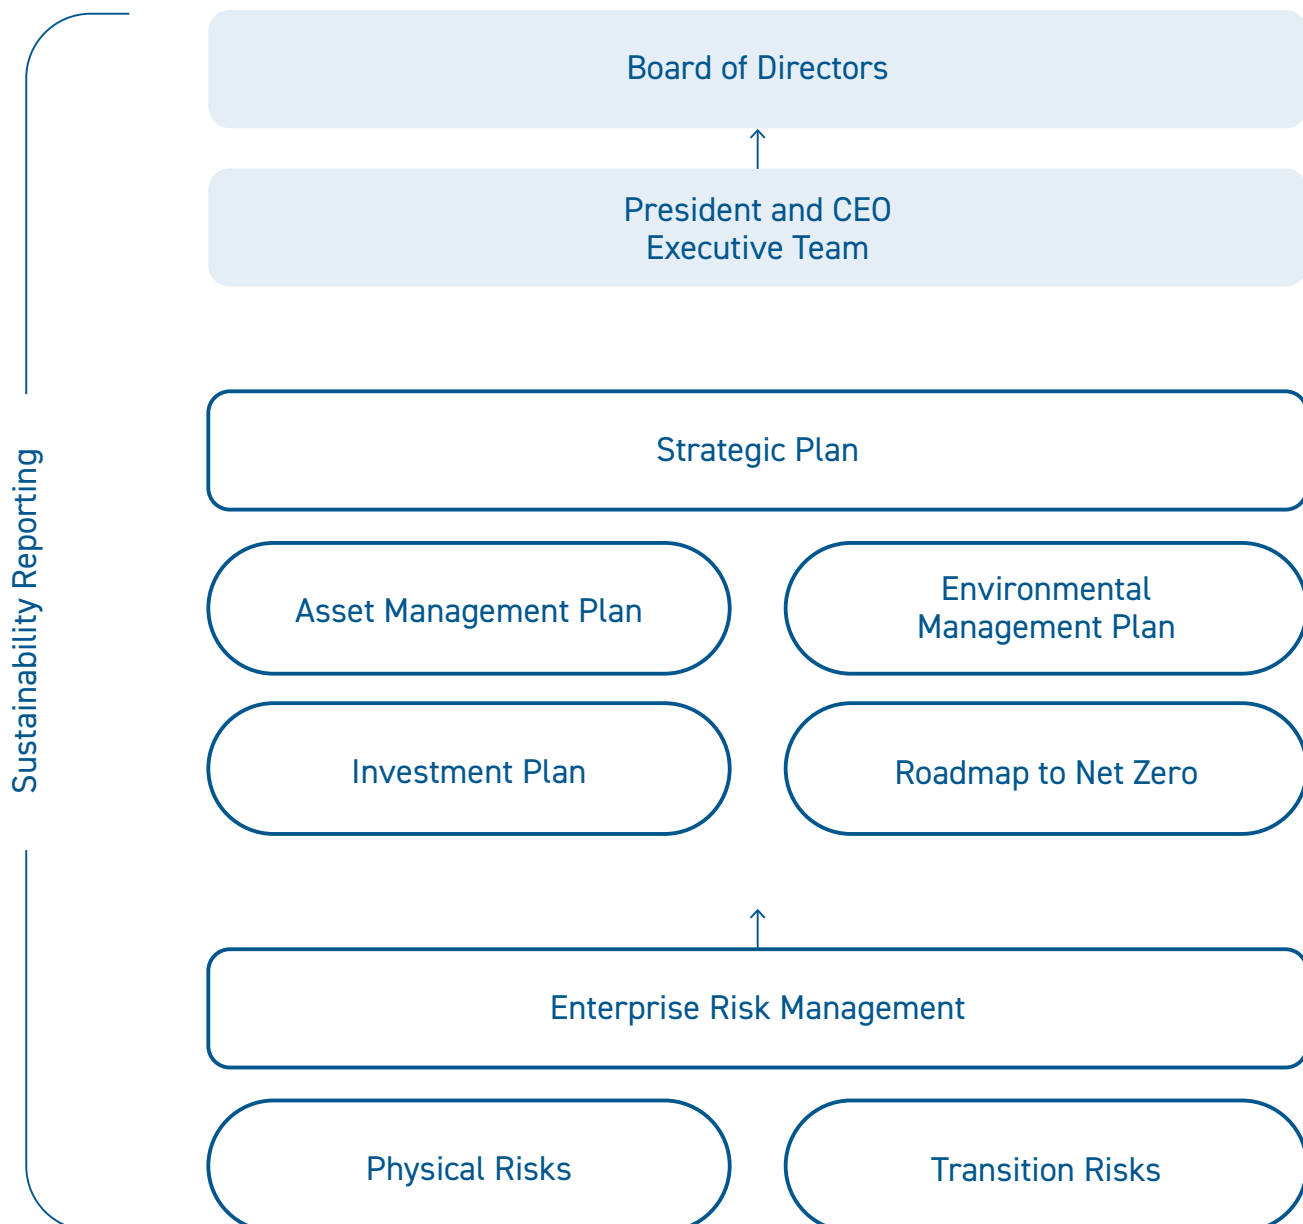 Board of Directors
President and CEO
Executive Team
Sustainability Reporting
Strategic Plan
Asset Management Plan
Environmental
Management Plan
Investment Plan
Roadmap to Net Zero
Enterprise Risk Management
Physical Risks
Transition Risks